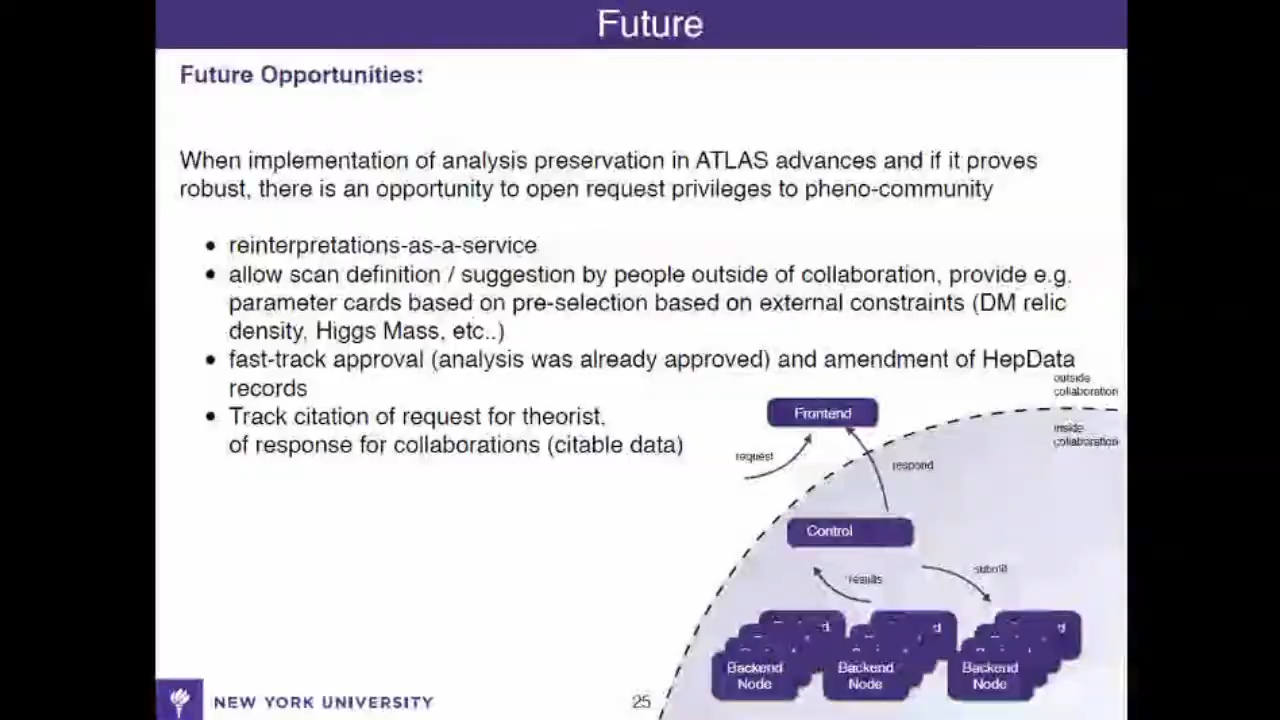 Future
Future Opportunities:
When implementation of analysis preservation in ATLAS advances and if it proves
robust, there is an opportunity to open request privileges to pheno-community
• reinterpretations-as-a-service
• allow scan definition / suggestion by people outside of collaboration, provide e.g.
parameter cards based on pre-selection based on external constraints (DM relic
density, Higgs Mass, etc..)
• fast-track approval (analysis was already approved) and amendment of HepData
records
• Track citation of request for theorist,
of response for collaborations (citable data)
outside
collaboration
Frontend
inside
collaboration
request
respond
Control
results
submit
Backend
Node
Backend
Node
Backend
Node
NEW YORK UNIVERSITY
25